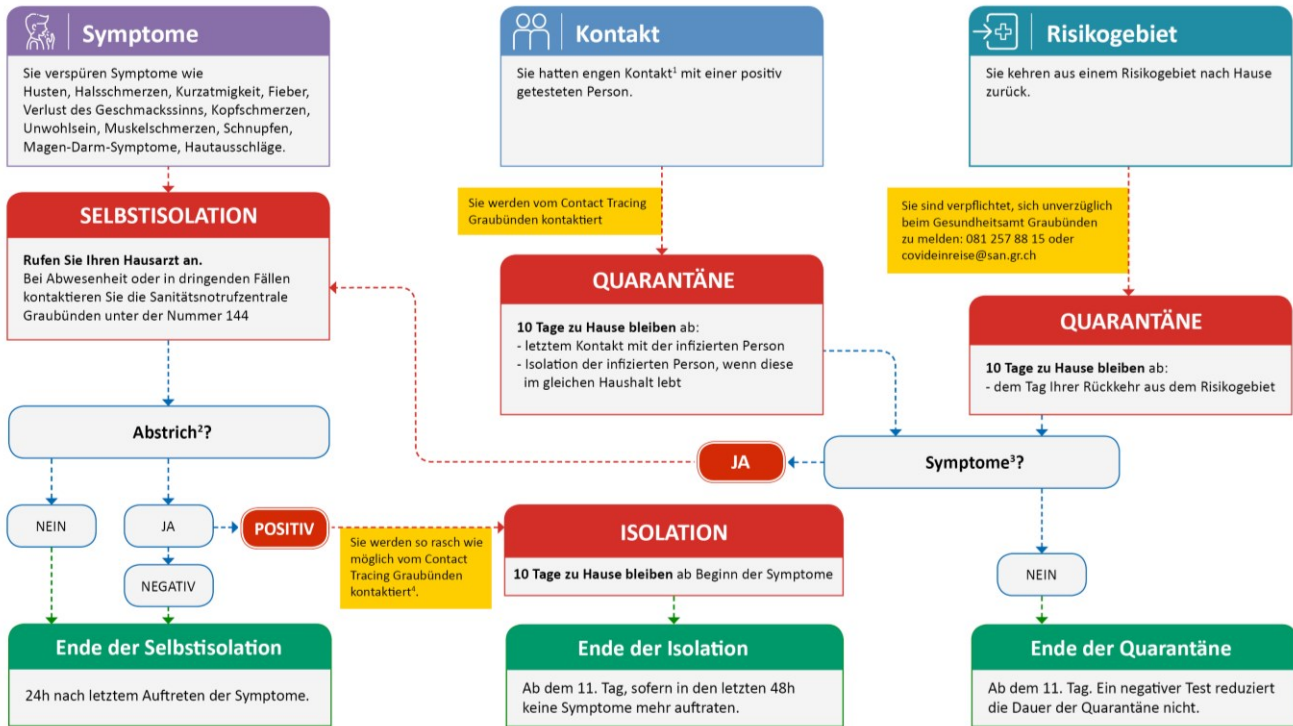 Symptome
Sie verspüren Symptome wie
Husten, Halsschmerzen, Kurzatmigkeit, Fieber,
Verlust des Geschmackssinns, Kopfschmerzen,
Unwohlsein, Muskelschmerzen, Schnupfen,
Magen-Darm-Symptome, Hautausschläge.
Kontakt
Sie hatten engen Kontakt¹ mit einer positiv
getesteten Person.
Risikogebiet
Sie kehren aus einem Risikogebiet nach Hause
zurück.
SELBSTISOLATION
Rufen Sie Ihren Hausarzt an.
Bei Abwesenheit oder in dringenden Fällen
kontaktieren Sie die Sanitätsnotrufzentrale
Graubünden unter der Nummer 144
Sie werden vom Contact Tracing
Graubünden kontaktiert
Sie sind verpflichtet, sich unverzüglich
beim Gesundheitsamt Graubünden
zu melden: 081 257 88 15 oder
covideinreise@san.gr.ch
QUARANTÄNE
10 Tage zu Hause bleiben ab:
- letztem Kontakt mit der infizierten Person
- Isolation der infizierten Person, wenn diese
im gleichen Haushalt lebt
QUARANTÄNE
10 Tage zu Hause bleiben ab:
- dem Tag Ihrer Rückkehr aus dem Risikogebiet
Abstrich²?
JA
Symptome³?
NEIN
JA
POSITIV
Sie werden so rasch wie
möglich vom Contact
Tracing Graubünden
kontaktiert⁴.
ISOLATION
10 Tage zu Hause bleiben ab Beginn der Symptome
NEGATIV
NEIN
Ende der Selbstisolation
24h nach letztem Auftreten der Symptome.
Ende der Isolation
Ab dem 11. Tag, sofern in den letzten 48h
keine Symptome mehr auftraten.
Ende der Quarantäne
Ab dem 11. Tag. Ein negativer Test reduziert
die Dauer der Quarantäne nicht.